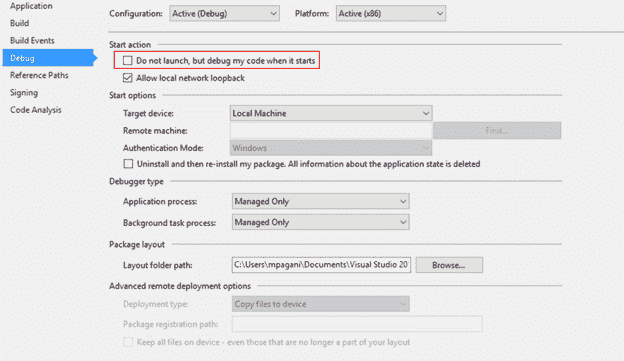 Application
Build
Build Events
Debug
Reference Paths
Signing
Code Analysis
Configuration: Active (Debug) Platform: Active (x86)
Start action
Do not launch, but debug my code when it starts
Allow local network loopback
Start options
Target device: Local Machine
Remote machine: Find...
Authentication Mode: Windows
Uninstall and then re-install my package. All information about the application state is deleted
Debugger type
Application process: Managed Only
Background task process: Managed Only
Package layout
Layout folder path: C:\Users\mpagani\Documents\Visual Studio 20 Browse...
Advanced remote deployment options
Deployment type: Copy files to device
Package registration path:
Keep all files on device - even those that are no longer a part of your layout